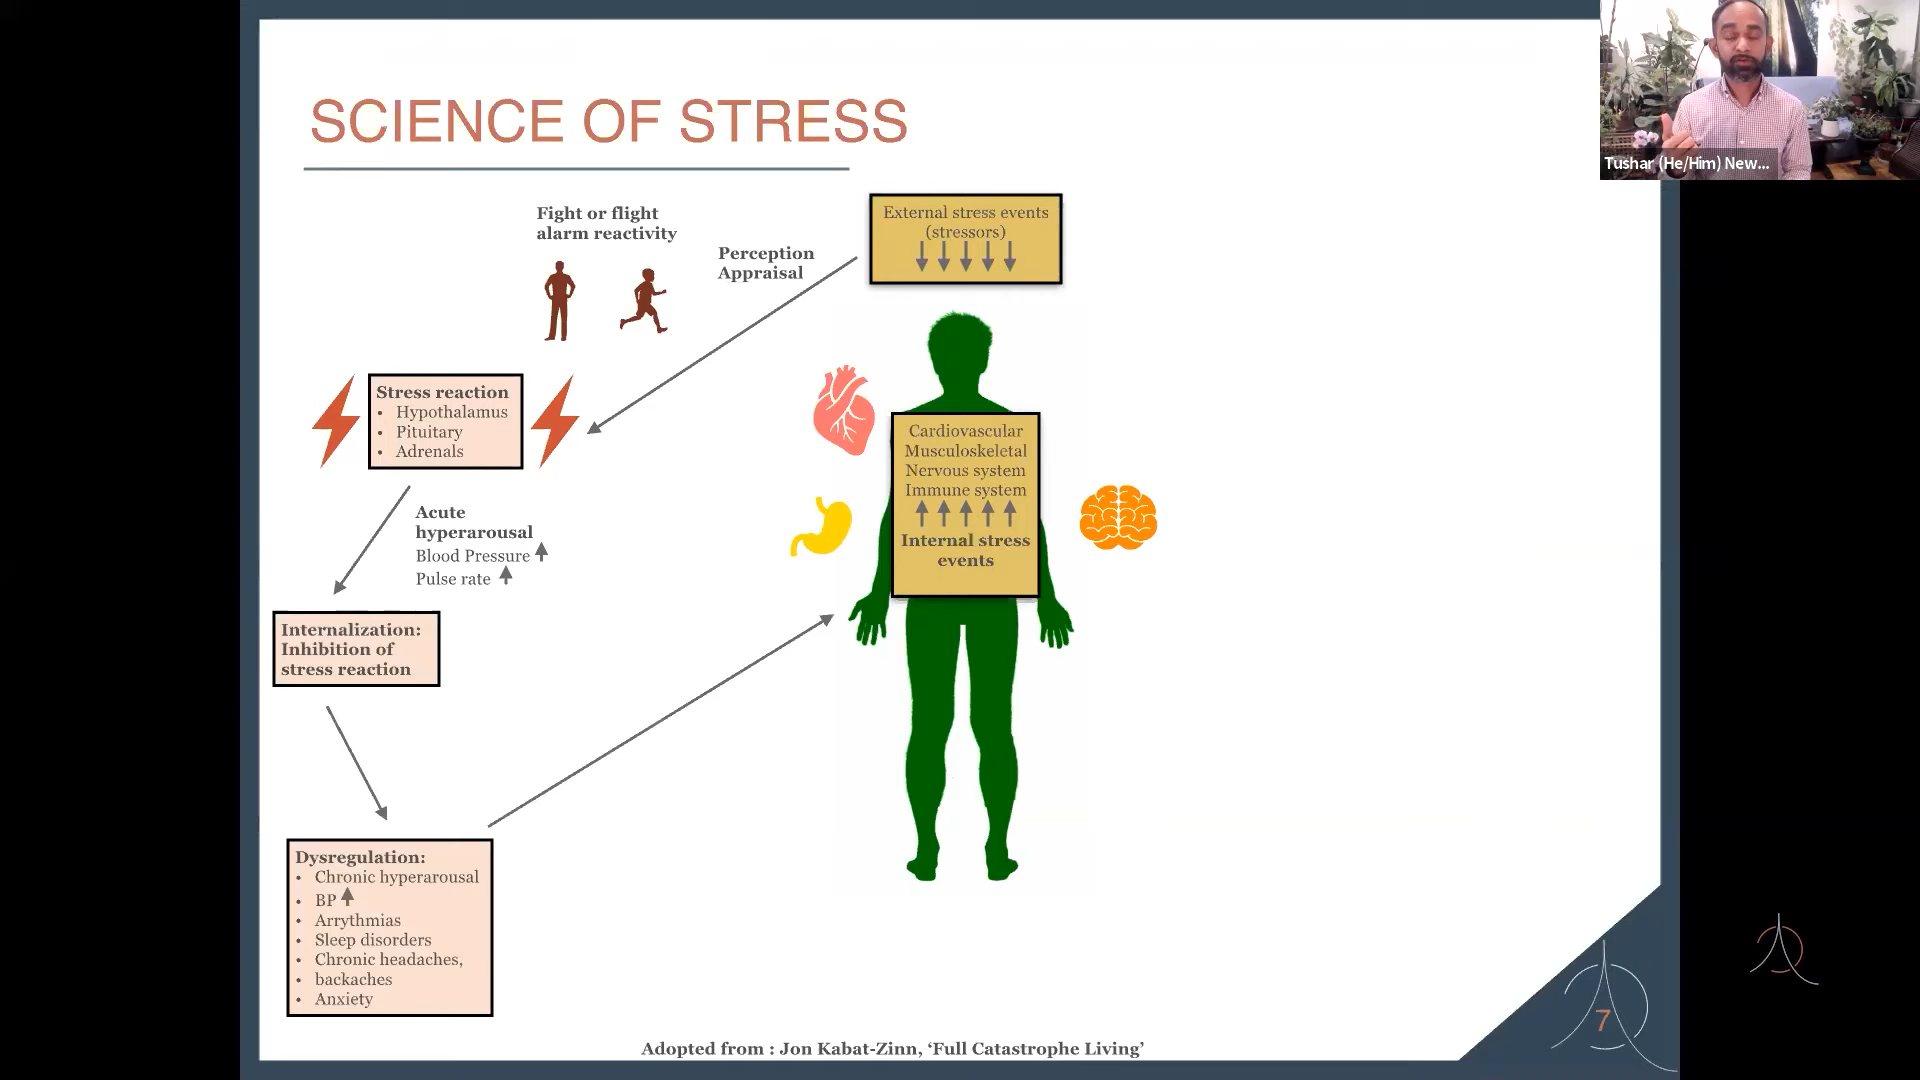 SCIENCE OF STRESS
Tushar (He/Him) New...
Fight or flight
alarm reactivity
Perception
Appraisal
External stress events
(stressors)
Stress reaction
• Hypothalamus
• Pituitary
• Adrenals
Acute
hyperarousal
Blood Pressure
Pulse rate
Cardiovascular
Musculoskeletal
Nervous system
Immune system
Internal stress
events
Internalization:
Inhibition of
stress reaction
Dysregulation:
• Chronic hyperarousal
• BP
• Arrythmias
• Sleep disorders
• Chronic headaches,
• backaches
• Anxiety
Adopted from : Jon Kabat-Zinn, ‘Full Catastrophe Living’
7